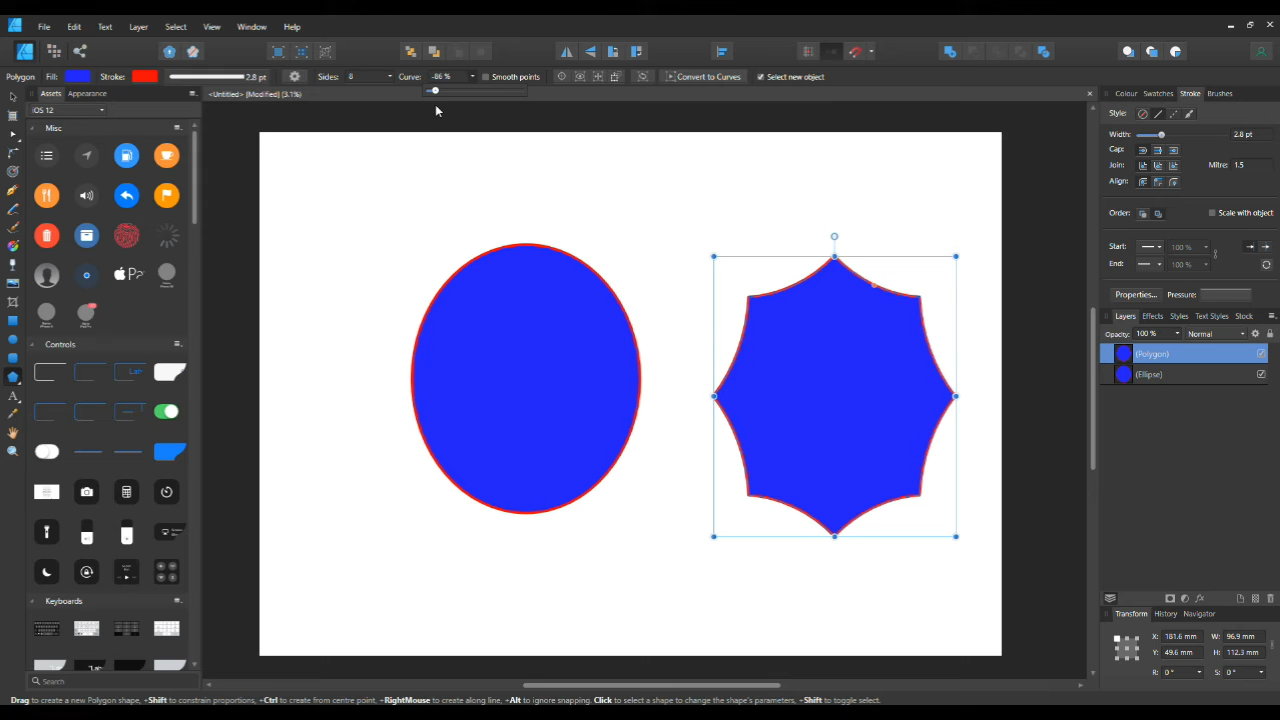 File Edit Text Layer Select View Window Help
Polygon Fill: Stroke: 2.8 pt Sides: 8 Curve: -86 % Smooth points Convert to Curves Select new object
Assets Appearance
<Untitled> [Modified] (3.1%)
Colour Swatches Stroke Brushes
iOS 12
Style:
Misc
Width: 2.8 pt
Cap:
Join: Mitre: 1.5
Align:
Order: Scale with object
Start: 100 %
End: 100 %
Properties... Pressure:
Layers Effects Styles Text Styles Stock
Opacity: 100 % Normal
(Polygon)
(Ellipse)
Controls
Keyboards
Transform History Navigator
X: 181.6 mm W: 96.9 mm
Y: 49.6 mm H: 112.3 mm
R: 0 ° S: 0 °
Search
Drag to create a new Polygon shape, +Shift to constrain proportions, +Ctrl to create from centre point, +RightMouse to create along line, +Alt to ignore snapping. Click to select a shape to change the shape's parameters, +Shift to toggle select.